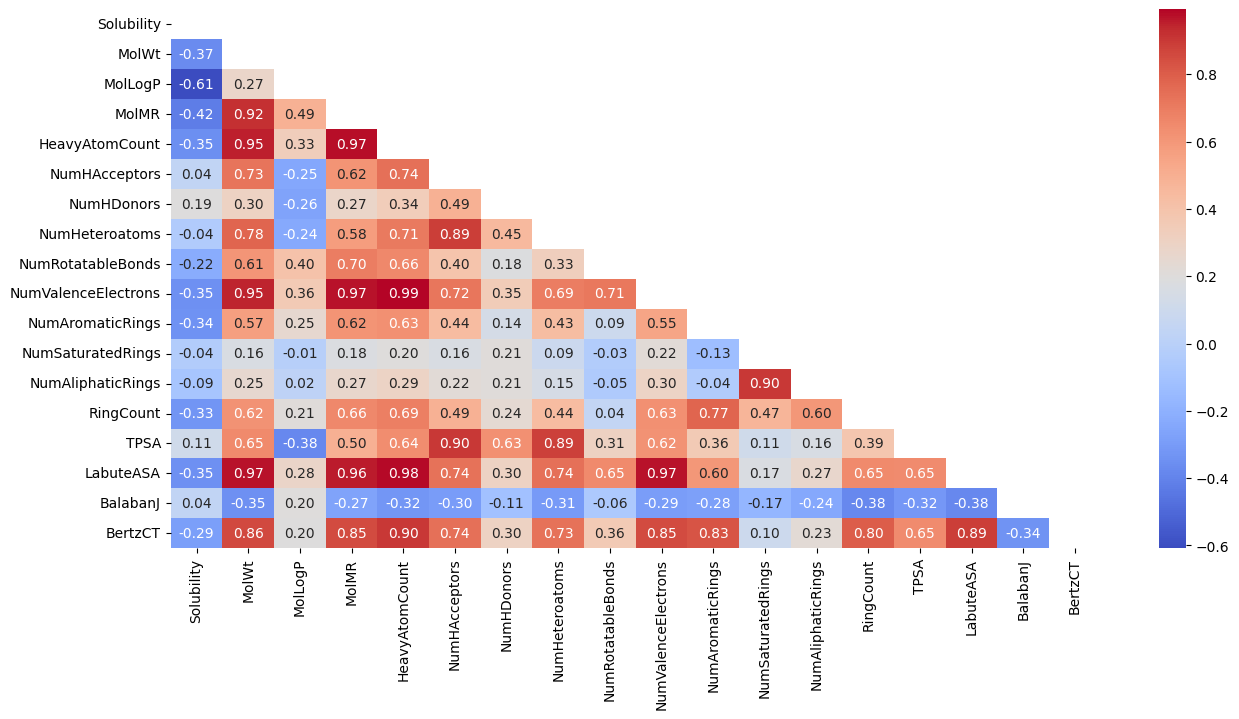 Solubility
MolWt -0.37
MolLogP -0.61 0.27
MolMR -0.42 0.92 0.49
HeavyAtomCount -0.35 0.95 0.33 0.97
NumHAcceptors 0.04 0.73 -0.25 0.62 0.74
NumHDonors 0.19 0.30 -0.26 0.27 0.34 0.49
NumHeteroatoms -0.04 0.78 -0.24 0.58 0.71 0.89 0.45
NumRotatableBonds -0.22 0.61 0.40 0.70 0.66 0.40 0.18 0.33
NumValenceElectrons -0.35 0.95 0.36 0.97 0.99 0.72 0.35 0.69 0.71
NumAromaticRings -0.34 0.57 0.25 0.62 0.63 0.44 0.14 0.43 0.09 0.55
NumSaturatedRings -0.04 0.16 -0.01 0.18 0.20 0.16 0.21 0.09 -0.03 0.22 -0.13
NumAliphaticRings -0.09 0.25 0.02 0.27 0.29 0.22 0.21 0.15 -0.05 0.30 -0.04 0.90
RingCount -0.33 0.62 0.21 0.66 0.69 0.49 0.24 0.44 0.04 0.63 0.77 0.47 0.60
TPSA 0.11 0.65 -0.38 0.50 0.64 0.90 0.63 0.89 0.31 0.62 0.36 0.11 0.16 0.39
LabuteASA -0.35 0.97 0.28 0.96 0.98 0.74 0.30 0.74 0.65 0.97 0.60 0.17 0.27 0.65 0.65
BalabanJ 0.04 -0.35 0.20 -0.27 -0.32 -0.30 -0.11 -0.31 -0.06 -0.29 -0.28 -0.17 -0.24 -0.38 -0.32 -0.38
BertzCT -0.29 0.86 0.20 0.85 0.90 0.74 0.30 0.73 0.36 0.85 0.83 0.10 0.23 0.80 0.65 0.89 -0.34
Solubility
MolWt
MolLogP
MolMR
HeavyAtomCount
NumHAcceptors
NumHDonors
NumHeteroatoms
NumRotatableBonds
NumValenceElectrons
NumAromaticRings
NumSaturatedRings
NumAliphaticRings
RingCount
TPSA
LabuteASA
BalabanJ
BertzCT
0.8
0.6
0.4
0.2
0.0
−0.2
−0.4
−0.6